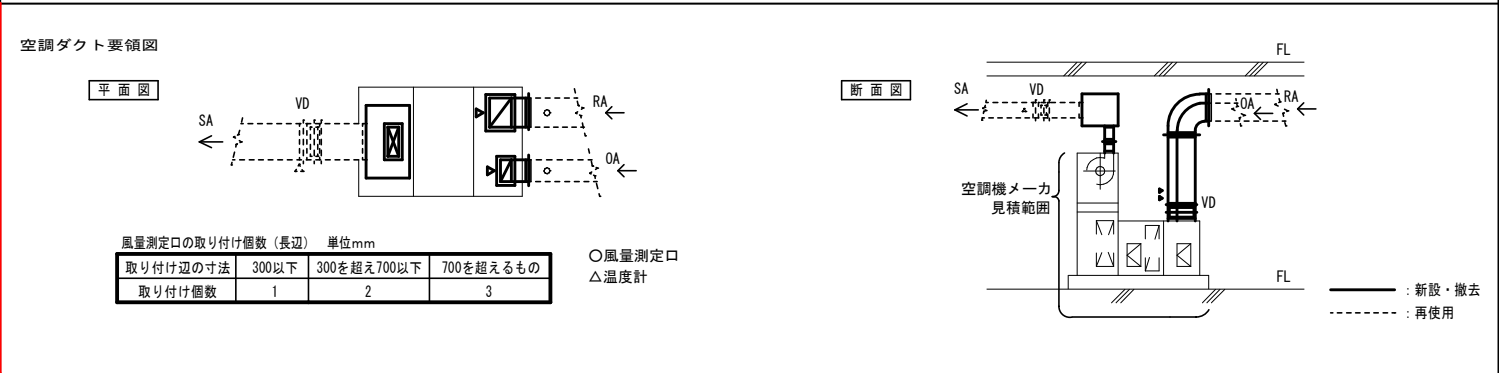 空調ダクト要領図
平面図
SA
VD
RA
OA
風量測定口の取り付け個数(長辺) 単位mm
取り付け辺の寸法 300以下 300を超え700以下 700を超えるもの
取り付け個数 1 2 3
○風量測定口
△温度計
断面図
FL
SA
VD
OA
RA
空調機メーカ
見積範囲
VD
FL
:新設・撤去
:再使用